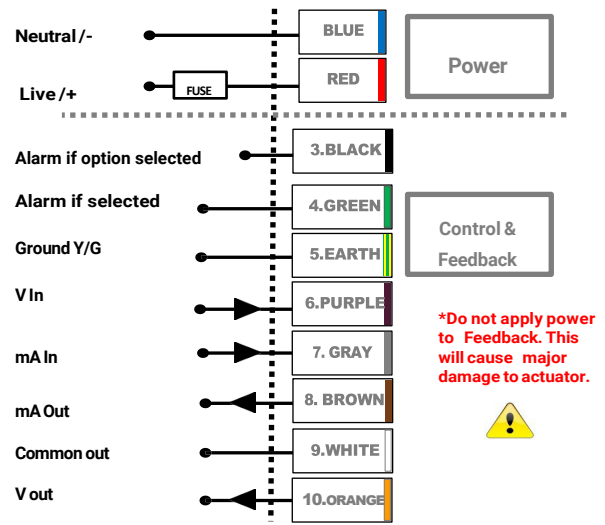 Neutral /-
BLUE
Power
Live /+
FUSE
RED
Alarm if option selected
3.BLACK
Alarm if selected
4.GREEN
Control &
Feedback
Ground Y/G
5.EARTH
V In
6.PURPLE
*Do not apply power
to Feedback. This
will cause major
damage to actuator.
mA In
7. GRAY
mA Out
8. BROWN
Common out
9.WHITE
V out
10.ORANGE